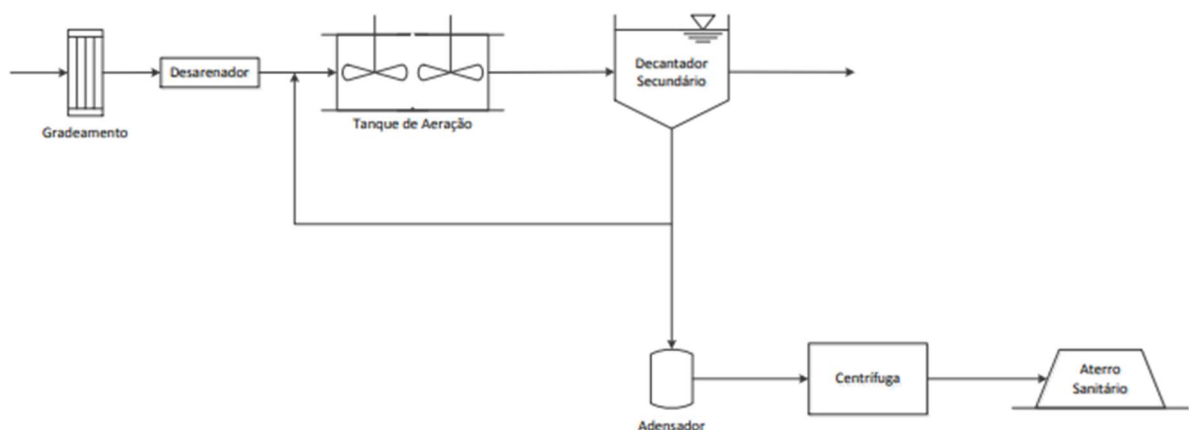 Gradeamento
Desarenador
Tanque de Aeração
Decantador
Secundário
Adensador
Centrífuga
Aterro
Sanitário